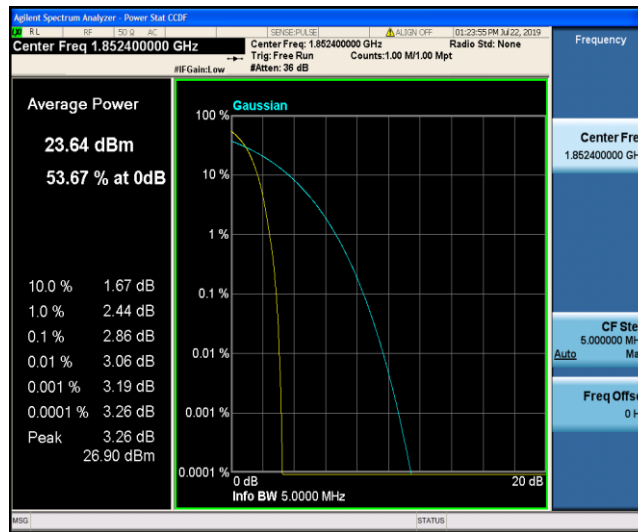 Agilent Spectrum Analyzer - Power Stat CCDF
RL RF 50 Ω AC SENSE:PULSE ALIGN OFF 01:23:55 PM Jul 22, 2019
Center Freq 1.852400000 GHz
Center Freq: 1.852400000 GHz Radio Std: None
Trig: Free Run Counts:1.00 M/1.00 Mpt
#IFGain:Low #Atten: 36 dB
Frequency
Average Power
23.64 dBm
53.67 % at 0dB
10.0 % 1.67 dB
1.0 % 2.44 dB
0.1 % 2.86 dB
0.01 % 3.06 dB
0.001 % 3.19 dB
0.0001 % 3.26 dB
Peak 3.26 dB
26.90 dBm
Gaussian
100 %
10 %
1 %
0.1 %
0.01 %
0.001 %
0.0001 %
0 dB 20 dB
Info BW 5.0000 MHz
Center Fre
1.852400000 GH
CF Ste
5.000000 MH
Auto Ma
Freq Offse
0 H
MSG STATUS